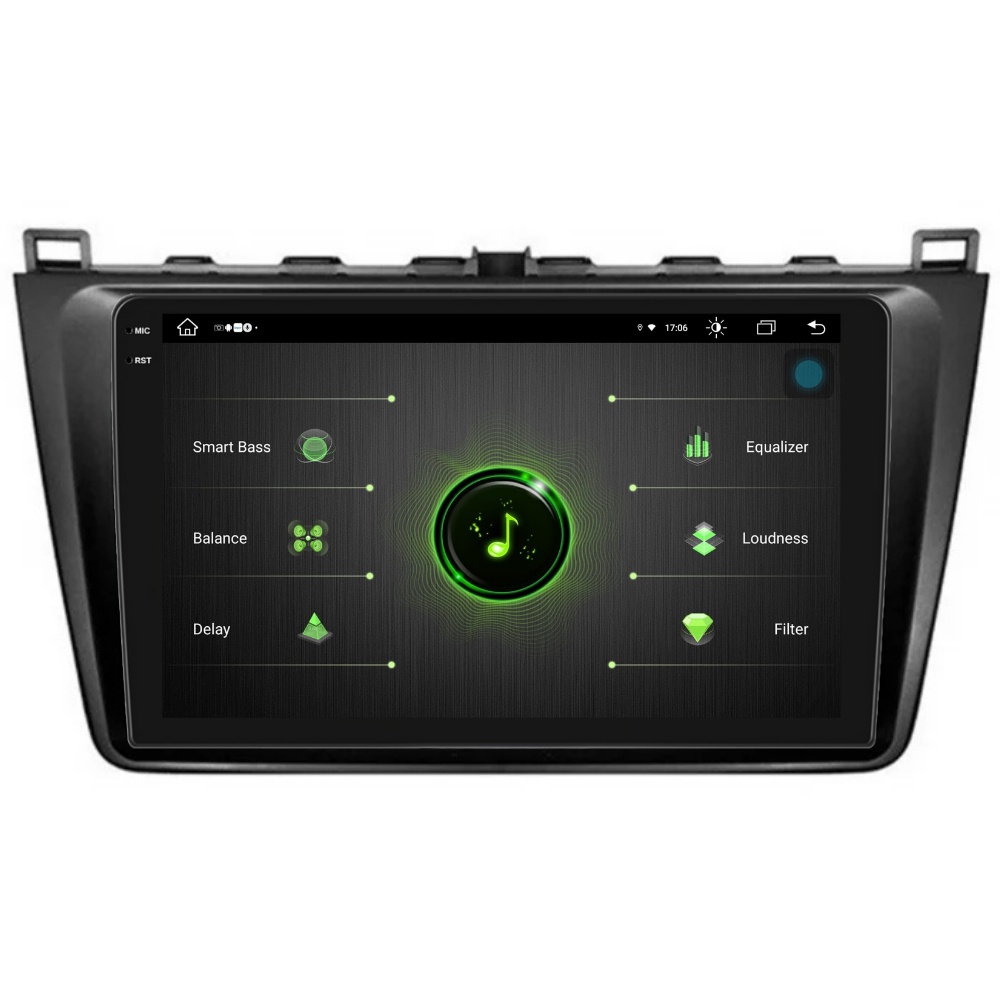 MIC
17:06
RST
Smart Bass
Equalizer
Balance
Loudness
Delay
Filter